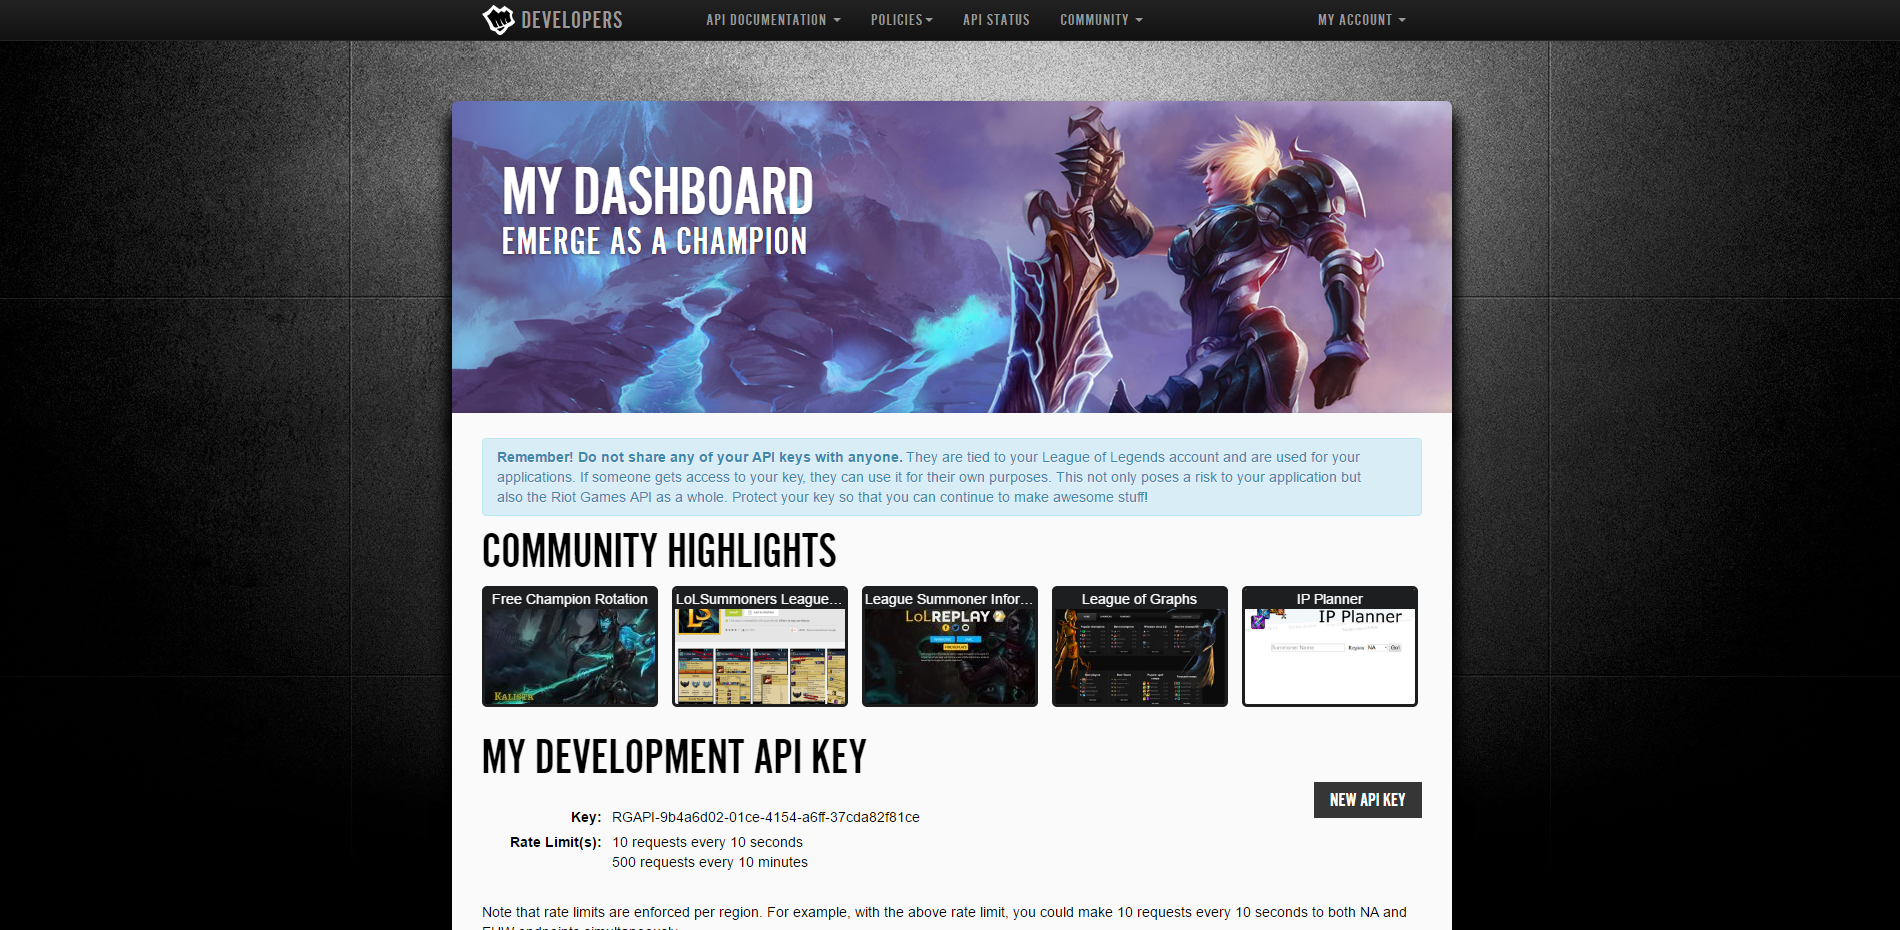 DEVELOPERS
API DOCUMENTATION
POLICIES
API STATUS
COMMUNITY
MY ACCOUNT
MY DASHBOARD
EMERGE AS A CHAMPION
Remember! Do not share any of your API keys with anyone. They are tied to your League of Legends account and are used for your
applications. If someone gets access to your key, they can use it for their own purposes. This not only poses a risk to your application but
also the Riot Games API as a whole. Protect your key so that you can continue to make awesome stuff!
COMMUNITY HIGHLIGHTS
Free Champion Rotation
LoLSummoners League...
League Summoner Infor...
League of Graphs
IP Planner
KALISTA
LOLREPLAY
IP Planner
Summoner Name
Region
NA
Go!
MY DEVELOPMENT API KEY
NEW API KEY
Key: RGAPI-9b4a6d02-01ce-4154-a6ff-37cda82f81ce
Rate Limit(s): 10 requests every 10 seconds
500 requests every 10 minutes
Note that rate limits are enforced per region. For example, with the above rate limit, you could make 10 requests every 10 seconds to both NA and